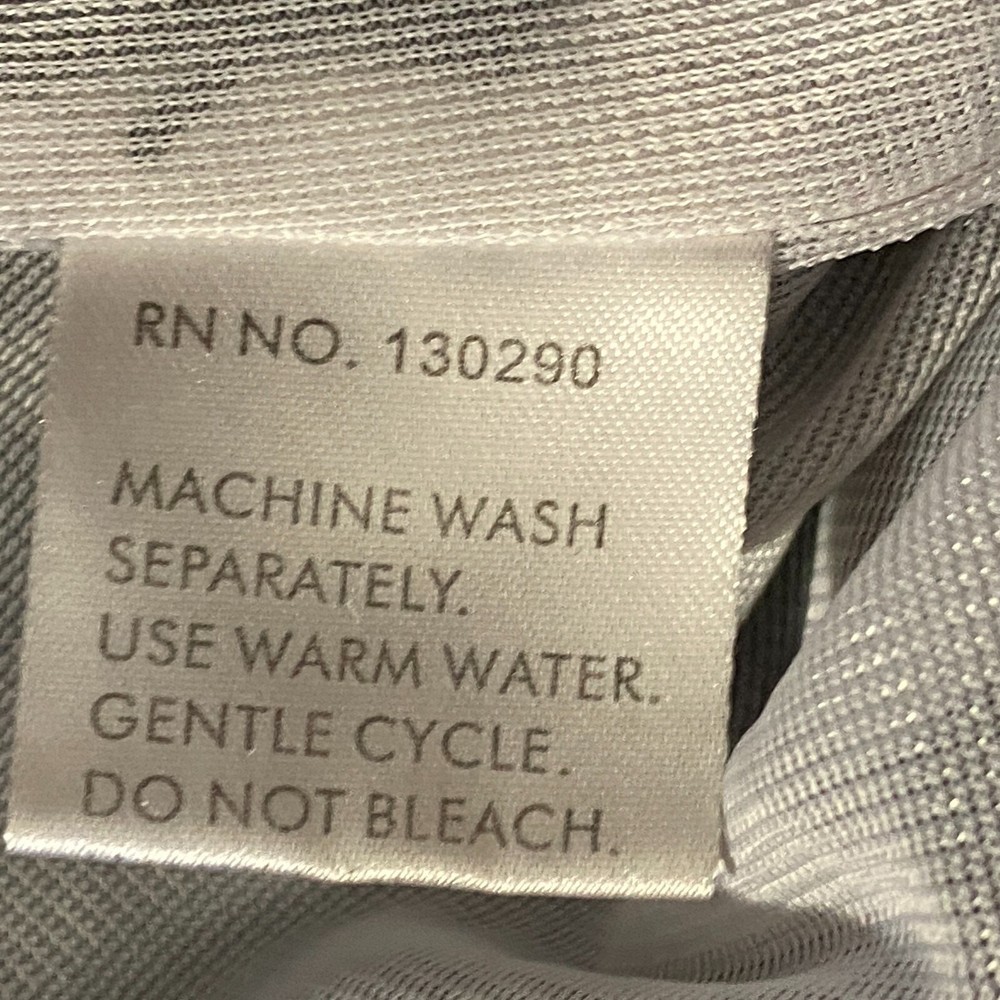 RN NO. 130290
MACHINE WASH
SEPARATELY.
USE WARM WATER.
GENTLE CYCLE.
DO NOT BLEACH.